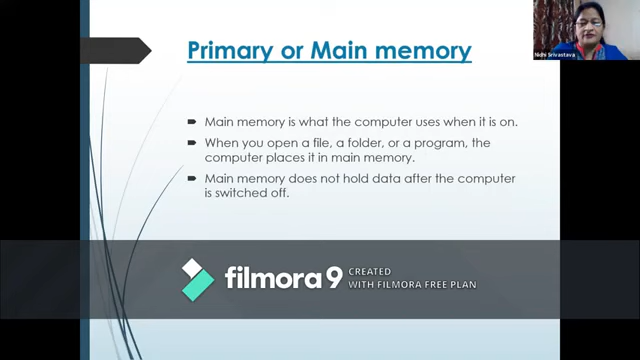 Primary or Main memory
Nidhi Srivastava
Main memory is what the computer uses when it is on.
When you open a file, a folder, or a program, the
computer places it in main memory.
Main memory does not hold data after the computer
is switched off.
filmora9 CREATED
WITH FILMORA FREE PLAN